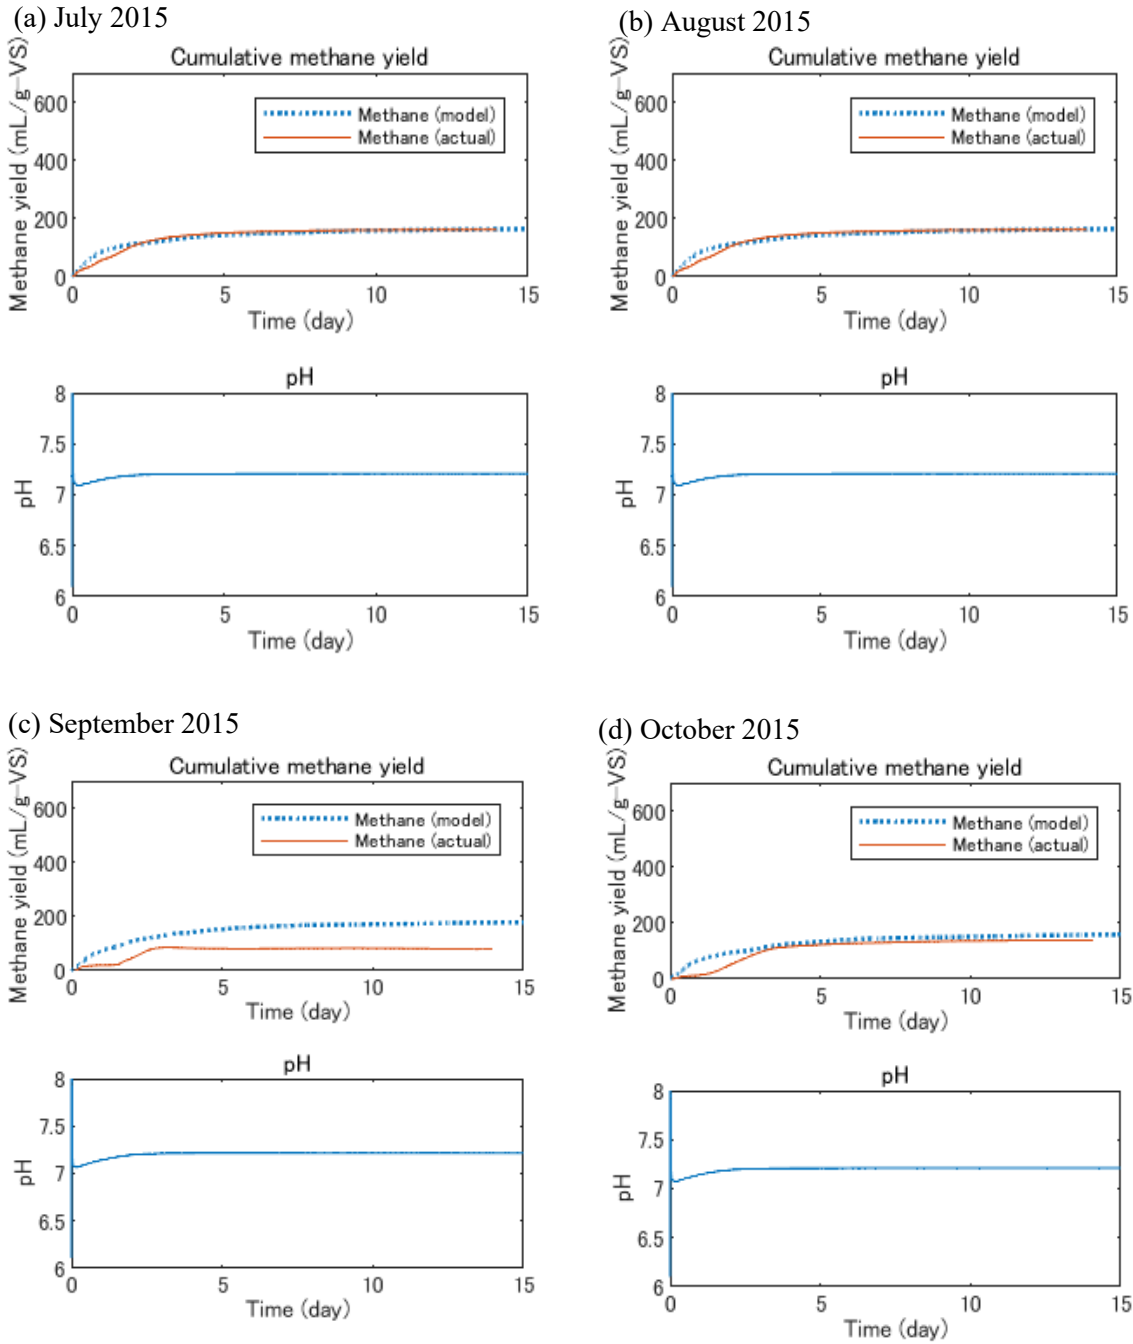 (a) July 2015
Cumulative methane yield
Methane yield (mL/g-VS)
600
400
200
0
Methane (model)
Methane (actual)
0 5 10 15
Time (day)
pH
pH
8
7.5
7
6.5
6
0 5 10 15
Time (day)
(b) August 2015
Cumulative methane yield
Methane yield (mL/g-VS)
600
400
200
0
Methane (model)
Methane (actual)
0 5 10 15
Time (day)
pH
pH
8
7.5
7
6.5
6
0 5 10 15
Time (day)
(c) September 2015
Cumulative methane yield
Methane yield (mL/g-VS)
600
400
200
0
Methane (model)
Methane (actual)
0 5 10 15
Time (day)
pH
pH
8
7.5
7
6.5
6
0 5 10 15
Time (day)
(d) October 2015
Cumulative methane yield
Methane yield (mL/g-VS)
600
400
200
0
Methane (model)
Methane (actual)
0 5 10 15
Time (day)
pH
pH
8
7.5
7
6.5
6
0 5 10 15
Time (day)